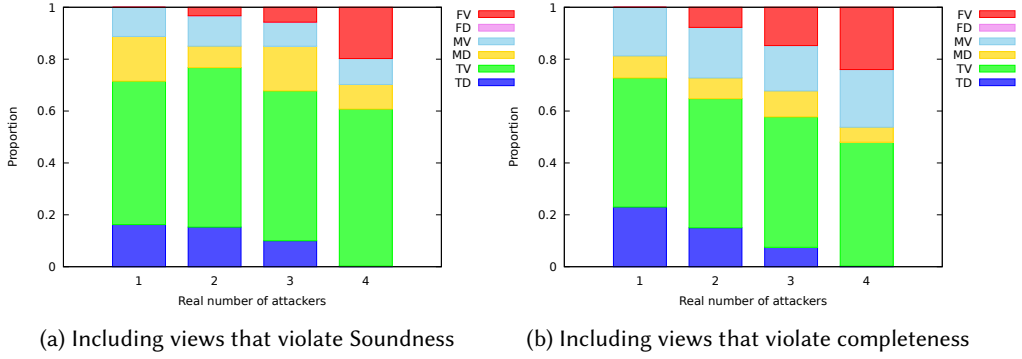 1
0.8
0.6
0.4
0.2
0
Proportion
1 2 3 4
Real number of attackers
FV
FD
MV
MD
TV
TD
(a) Including views that violate Soundness
1
0.8
0.6
0.4
0.2
0
Proportion
1 2 3 4
Real number of attackers
FV
FD
MV
MD
TV
TD
(b) Including views that violate completeness